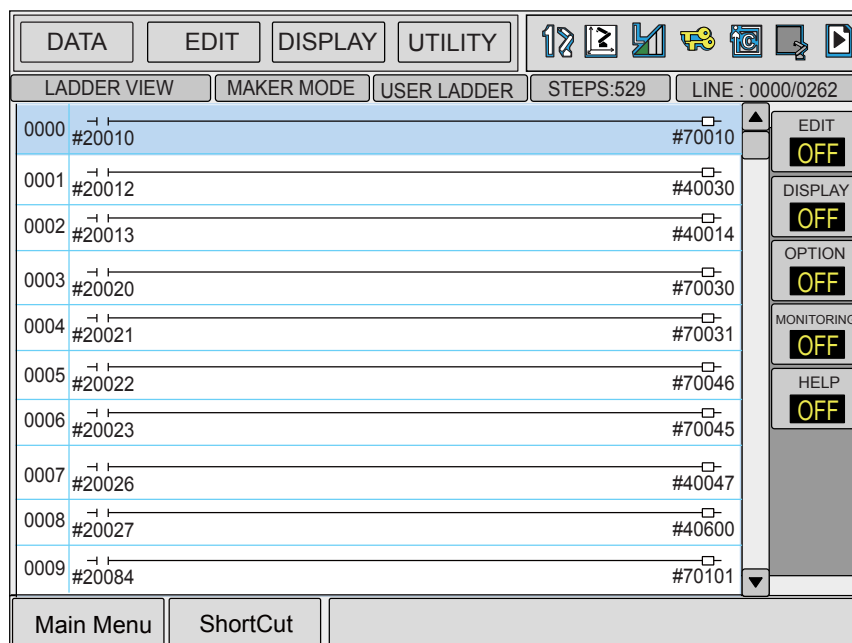 DATA EDIT DISPLAY UTILITY
LADDER VIEW MAKER MODE USER LADDER STEPS:529 LINE : 0000/0262
0000 #20010 #70010
0001 #20012 #40030
0002 #20013 #40014
0003 #20020 #70030
0004 #20021 #70031
0005 #20022 #70046
0006 #20023 #70045
0007 #20026 #40047
0008 #20027 #40600
0009 #20084 #70101
EDIT
OFF
DISPLAY
OFF
OPTION
OFF
MONITORING
OFF
HELP
OFF
Main Menu ShortCut